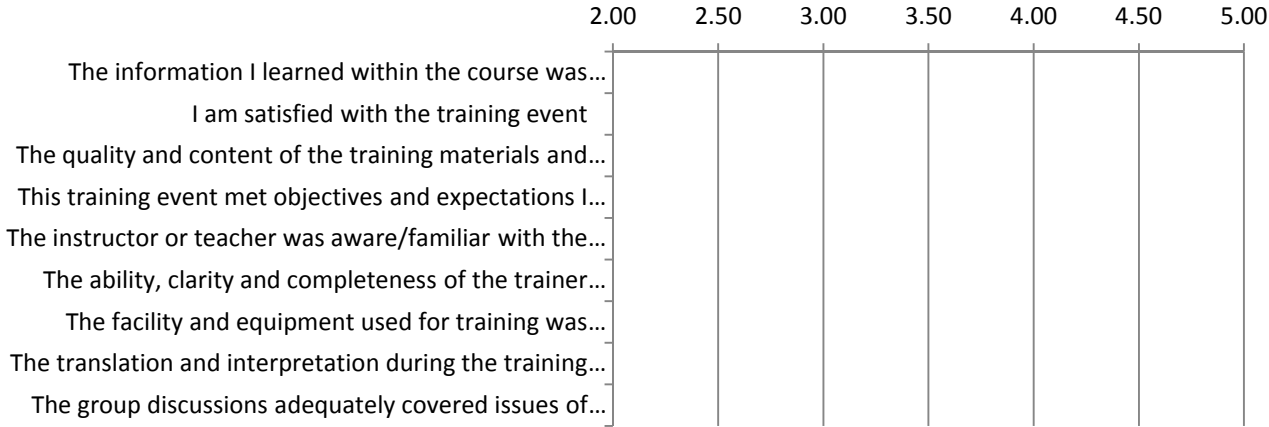 2.00 2.50 3.00 3.50 4.00 4.50 5.00
The information I learned within the course was...
I am satisfied with the training event
The quality and content of the training materials and...
This training event met objectives and expectations I...
The instructor or teacher was aware/familiar with the...
The ability, clarity and completeness of the trainer...
The facility and equipment used for training was...
The translation and interpretation during the training...
The group discussions adequately covered issues of...